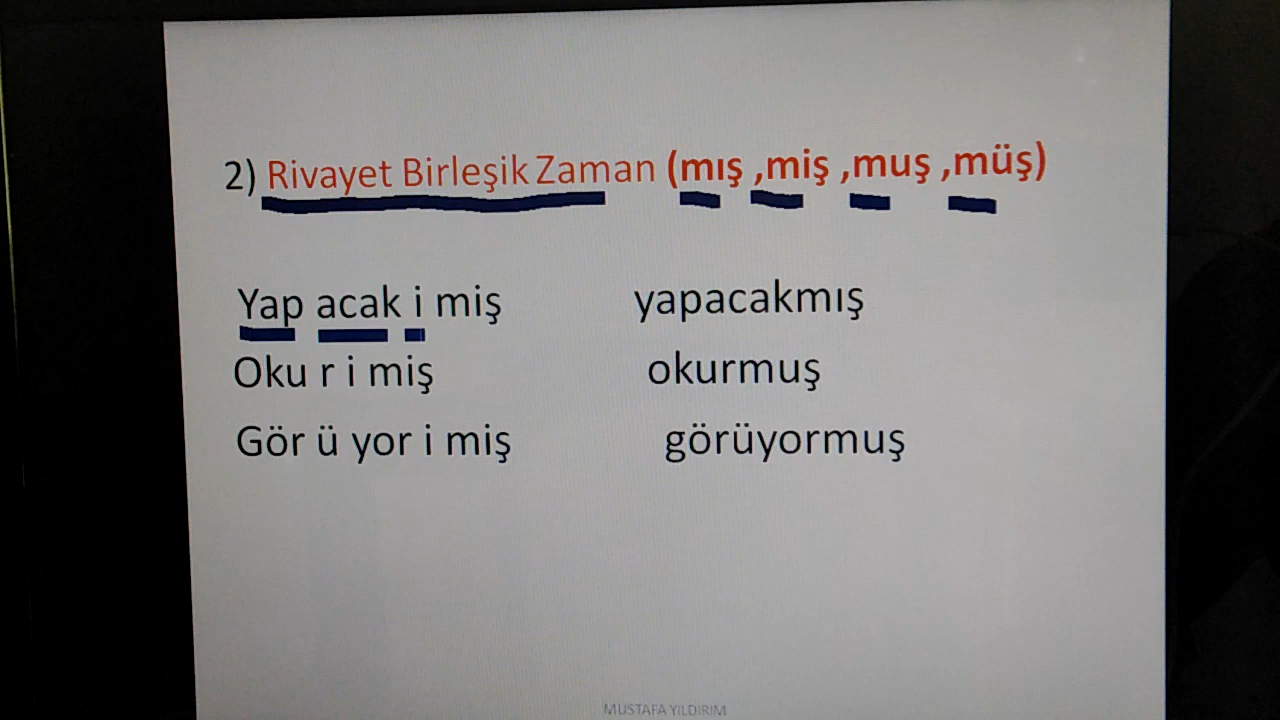 2) Rivayet Birleşik Zaman (mış ,miş ,muş ,müş)
Yap acak i miş yapacakmış
Oku r i miş okurmuş
Gör ü yor i miş görüyormuş
MUSTAFA YILDIRIM